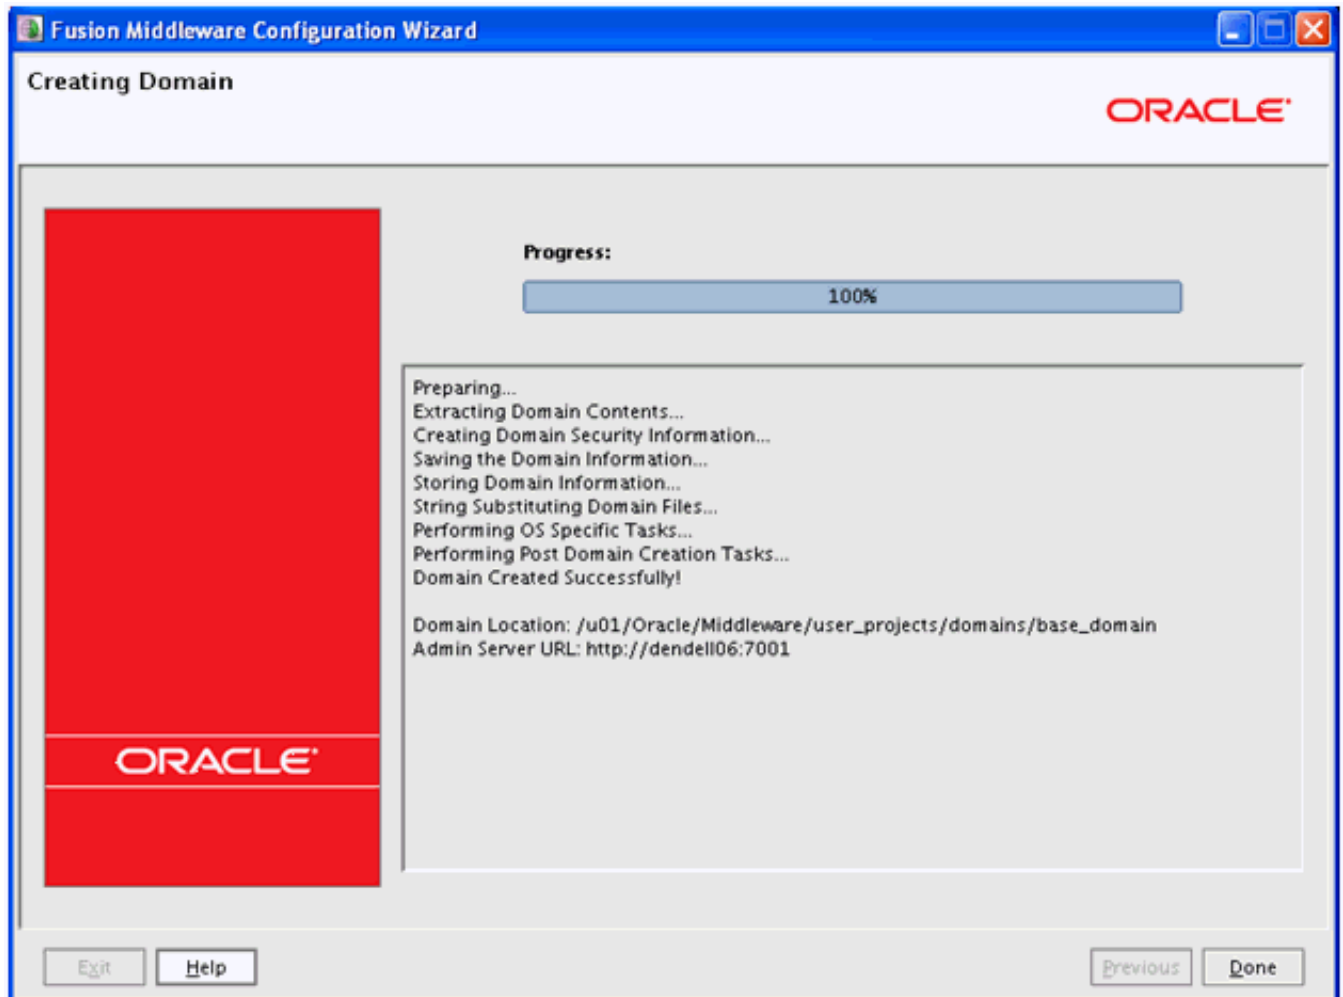 Fusion Middleware Configuration Wizard
Creating Domain
ORACLE
Progress:
100%
Preparing...
Extracting Domain Contents...
Creating Domain Security Information...
Saving the Domain Information...
Storing Domain Information...
String Substituting Domain Files...
Performing OS Specific Tasks...
Performing Post Domain Creation Tasks...
Domain Created Successfully!
Domain Location: /u01/Oracle/Middleware/user_projects/domains/base_domain
Admin Server URL: http://dendell06:7001
ORACLE
Exit
Help
Previous
Done